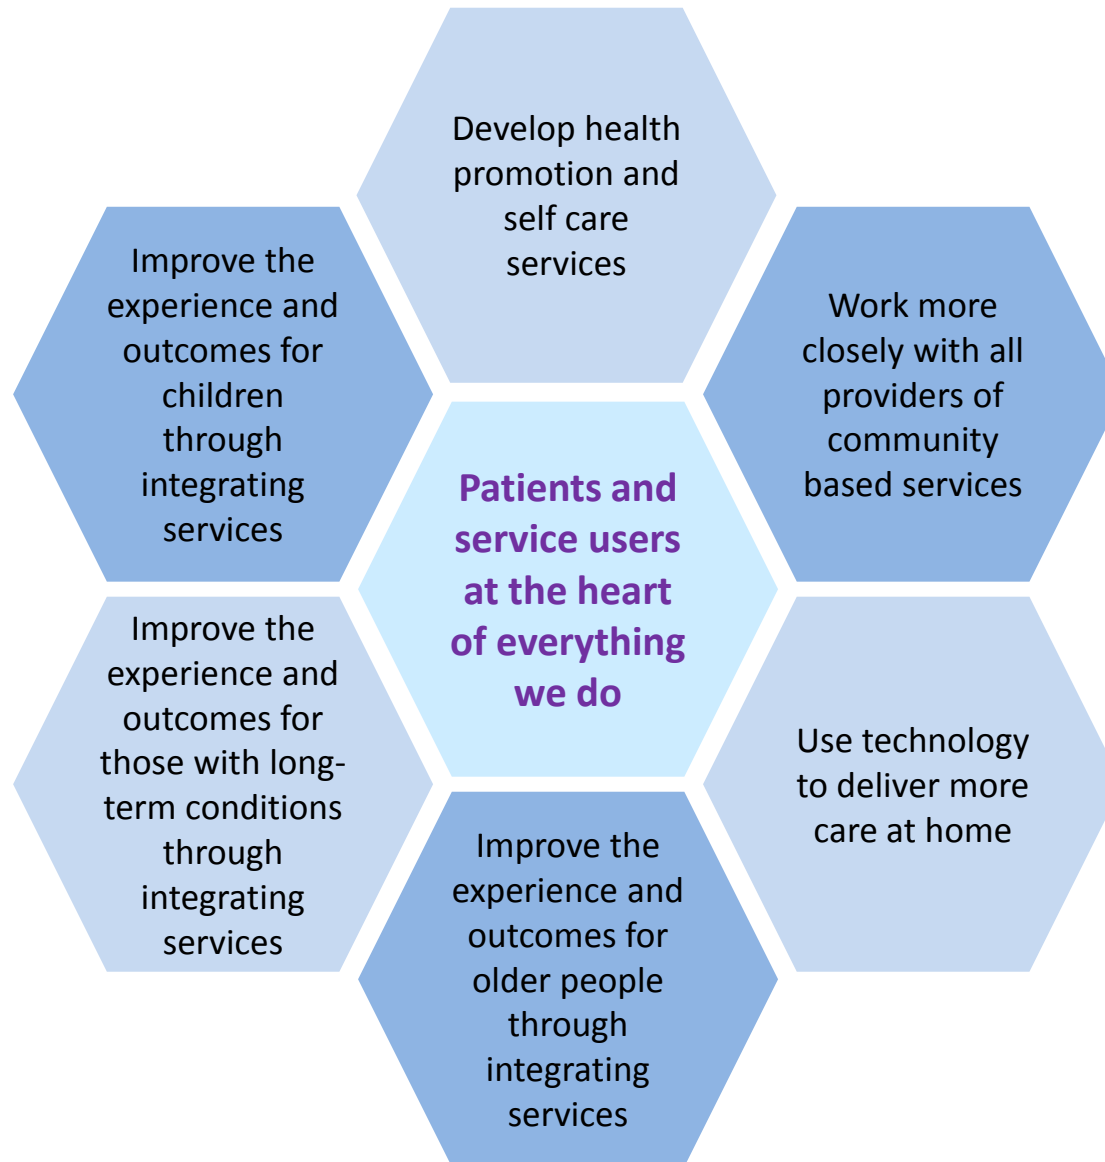 Develop health
promotion and
self care
services
Improve the
experience and
outcomes for
children
through
integrating
services
Work more
closely with all
providers of
community
based services
Patients and
service users
at the heart
of everything
we do
Improve the
experience and
outcomes for
those with long-
term conditions
through
integrating
services
Use technology
to deliver more
care at home
Improve the
experience and
outcomes for
older people
through
integrating
services